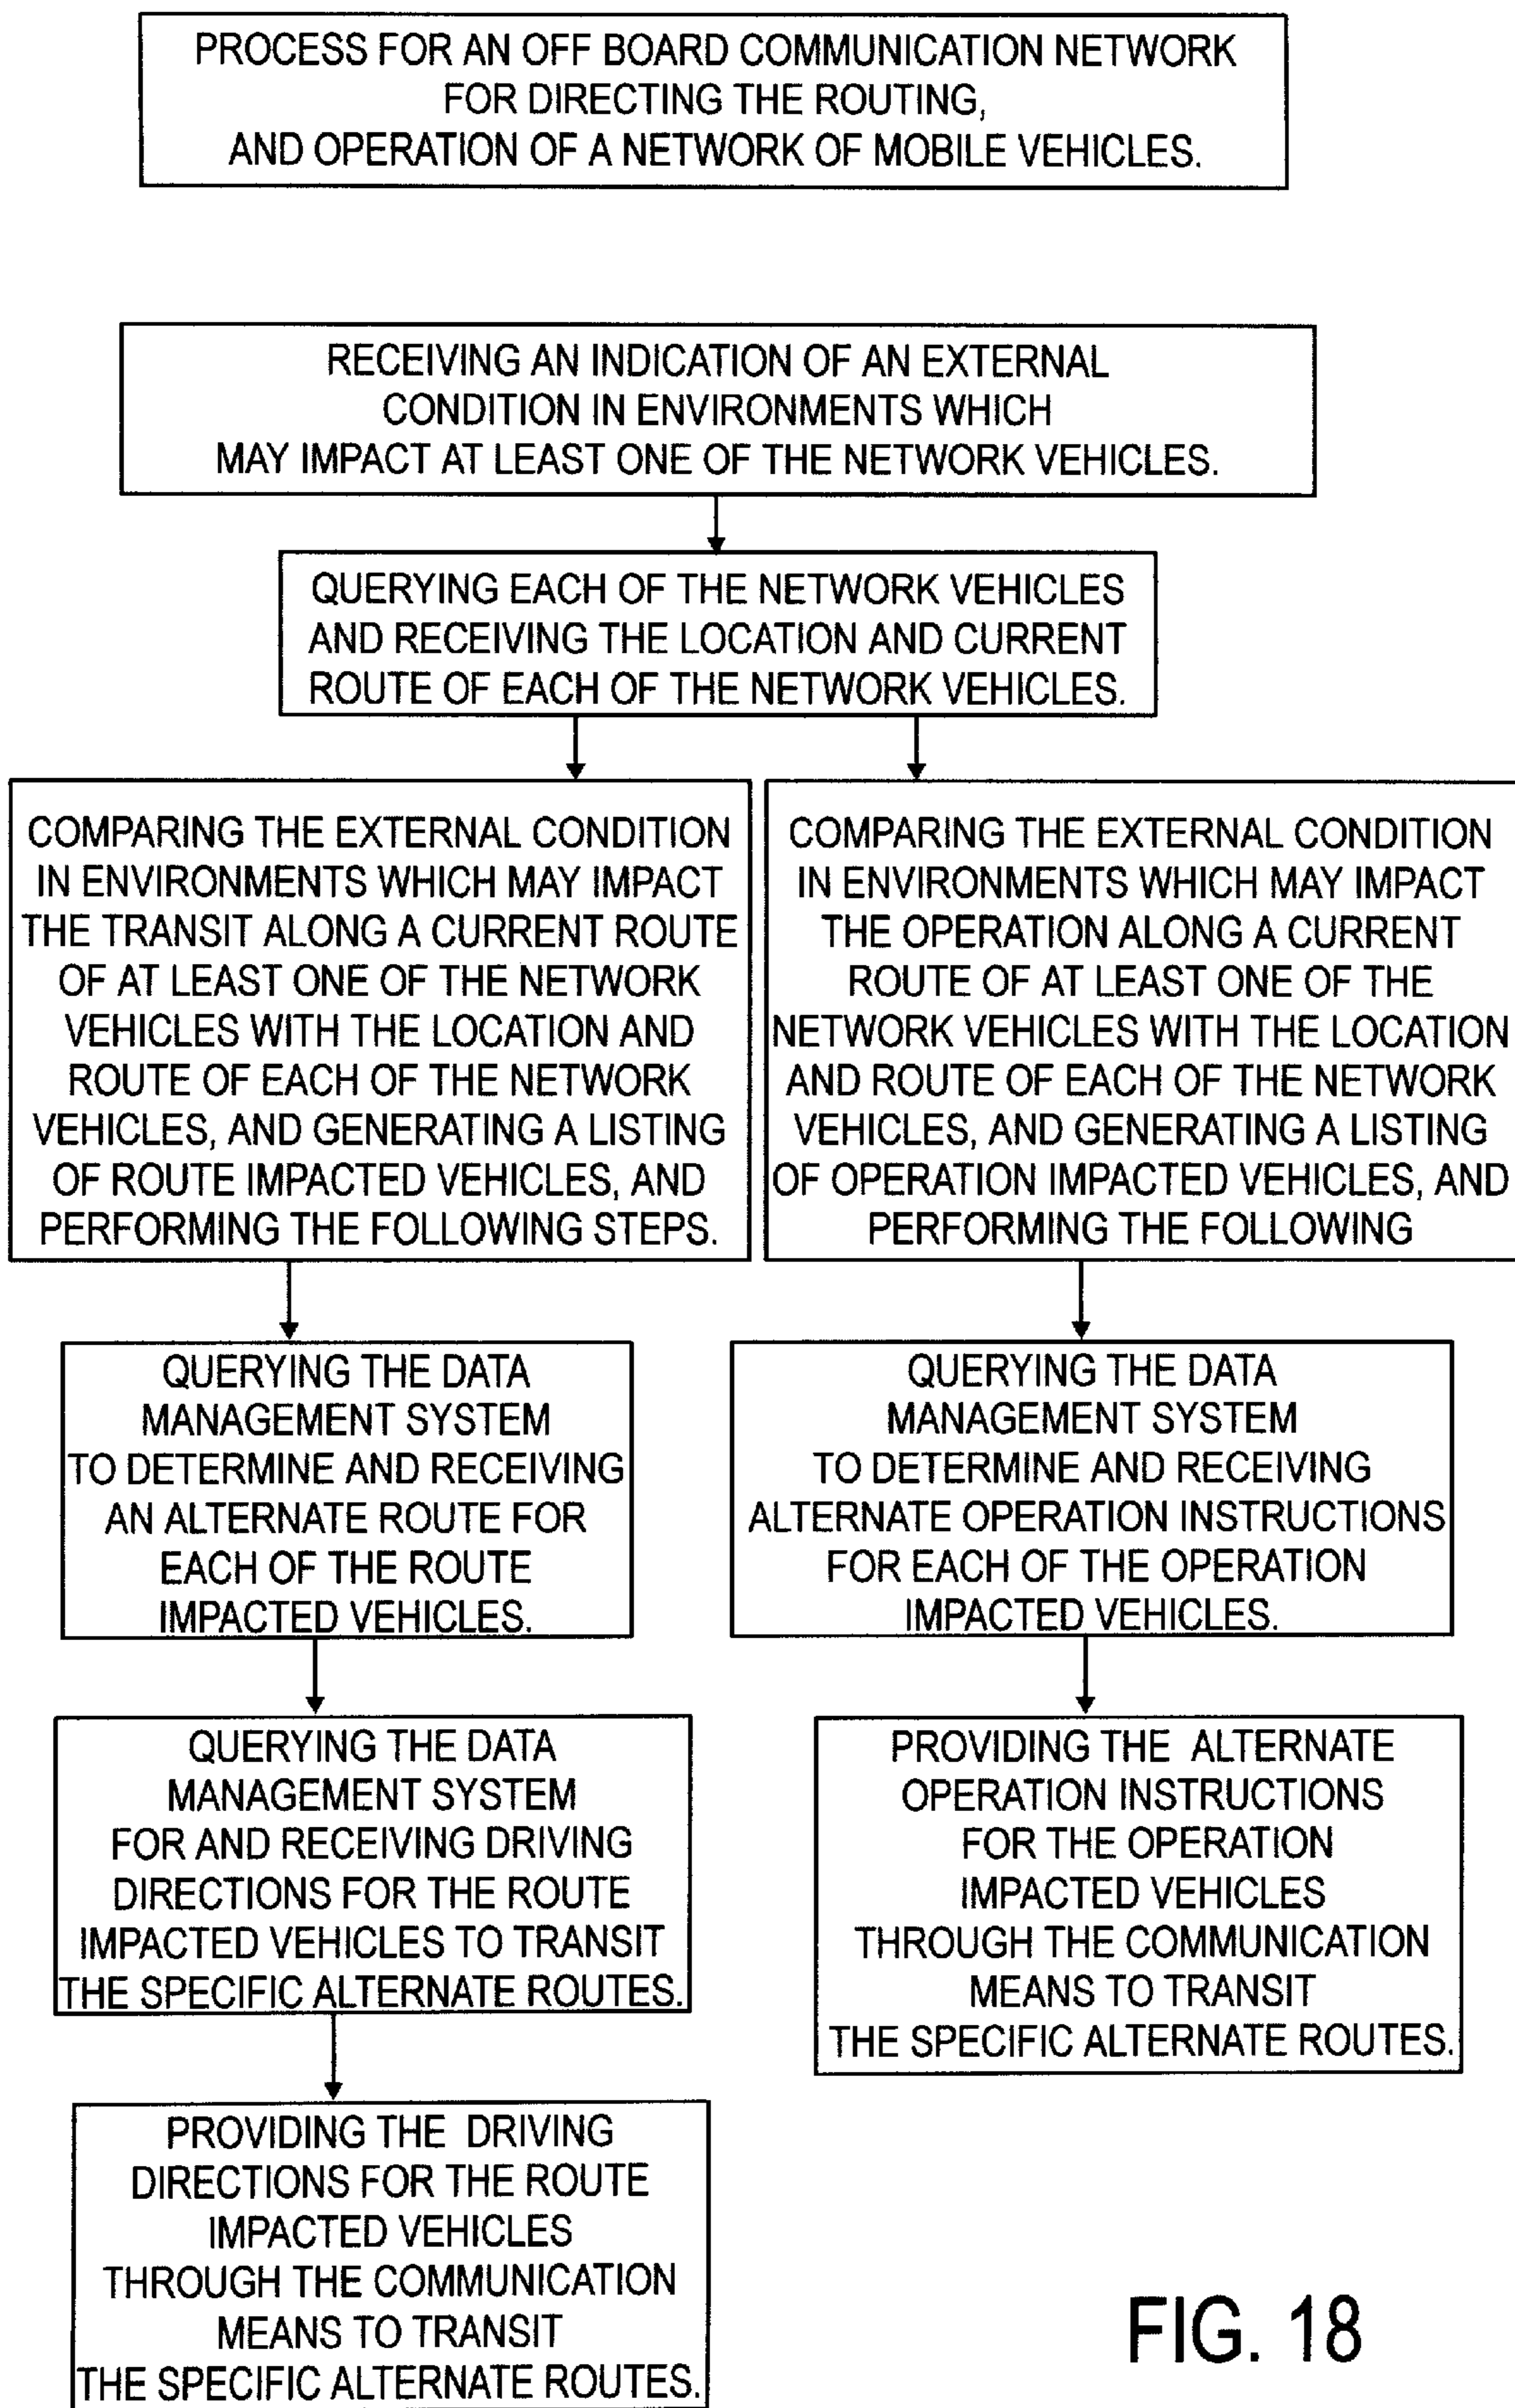 PROCESS FOR AN OFF BOARD COMMUNICATION NETWORK
FOR DIRECTING THE ROUTING,
AND OPERATION OF A NETWORK OF MOBILE VEHICLES.
RECEIVING AN INDICATION OF AN EXTERNAL
CONDITION IN ENVIRONMENTS WHICH
MAY IMPACT AT LEAST ONE OF THE NETWORK VEHICLES.
QUERYING EACH OF THE NETWORK VEHICLES
AND RECEIVING THE LOCATION AND CURRENT
ROUTE OF EACH OF THE NETWORK VEHICLES.
COMPARING THE EXTERNAL CONDITION
IN ENVIRONMENTS WHICH MAY IMPACT
THE TRANSIT ALONG A CURRENT ROUTE
OF AT LEAST ONE OF THE NETWORK
VEHICLES WITH THE LOCATION AND
ROUTE OF EACH OF THE NETWORK
VEHICLES, AND GENERATING A LISTING
OF ROUTE IMPACTED VEHICLES, AND
PERFORMING THE FOLLOWING STEPS.
QUERYING THE DATA
MANAGEMENT SYSTEM
TO DETERMINE AND RECEIVING
AN ALTERNATE ROUTE FOR
EACH OF THE ROUTE
IMPACTED VEHICLES.
QUERYING THE DATA
MANAGEMENT SYSTEM
FOR AND RECEIVING DRIVING
DIRECTIONS FOR THE ROUTE
IMPACTED VEHICLES TO TRANSIT
THE SPECIFIC ALTERNATE ROUTES.
PROVIDING THE DRIVING
DIRECTIONS FOR THE ROUTE
IMPACTED VEHICLES
THROUGH THE COMMUNICATION
MEANS TO TRANSIT
THE SPECIFIC ALTERNATE ROUTES.
COMPARING THE EXTERNAL CONDITION
IN ENVIRONMENTS WHICH MAY IMPACT
THE OPERATION ALONG A CURRENT
ROUTE OF AT LEAST ONE OF THE
NETWORK VEHICLES WITH THE LOCATION
AND ROUTE OF EACH OF THE NETWORK
VEHICLES, AND GENERATING A LISTING
OF OPERATION IMPACTED VEHICLES, AND
PERFORMING THE FOLLOWING
QUERYING THE DATA
MANAGEMENT SYSTEM
TO DETERMINE AND RECEIVING
ALTERNATE OPERATION INSTRUCTIONS
FOR EACH OF THE OPERATION
IMPACTED VEHICLES.
PROVIDING THE ALTERNATE
OPERATION INSTRUCTIONS
FOR THE OPERATION
IMPACTED VEHICLES
THROUGH THE COMMUNICATION
MEANS TO TRANSIT
THE SPECIFIC ALTERNATE ROUTES.
FIG. 18